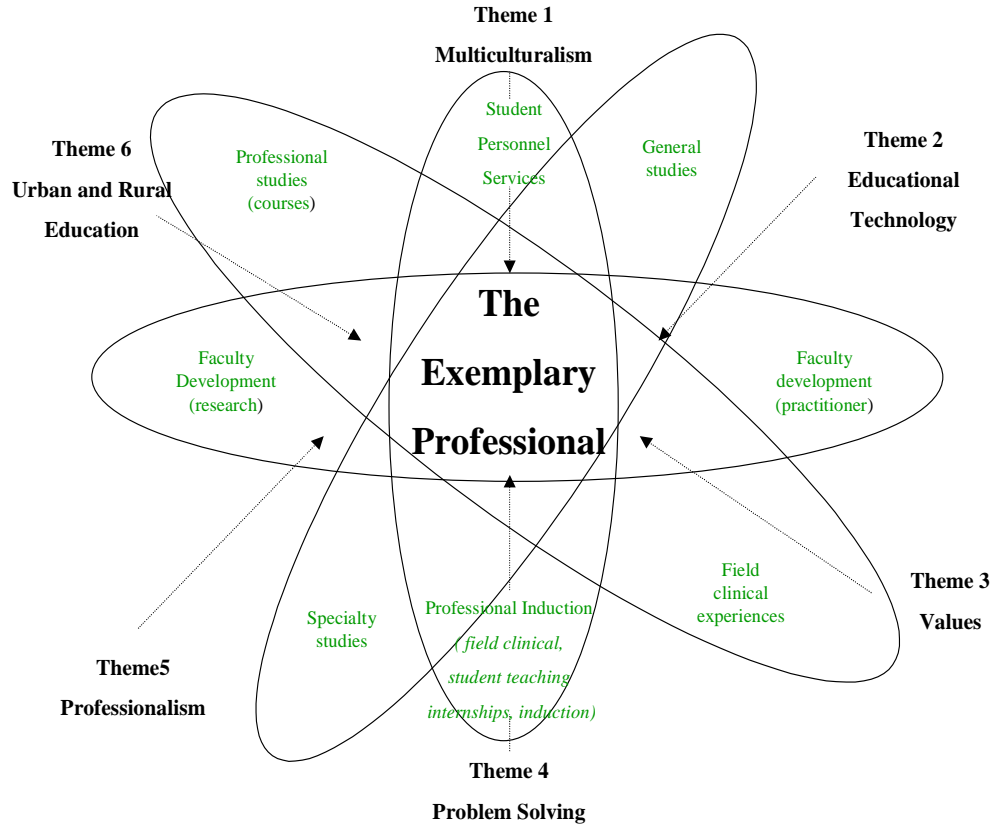 Theme 1
Multiculturalism
Student
Personnel
Services
General
studies
Theme 2
Educational
Technology
Theme 6
Urban and Rural
Education
Professional
studies
(courses)
The
Exemplary
Professional
Faculty
Development
(research)
Faculty
development
(practitioner)
Field
clinical
experiences
Theme 3
Values
Professional Induction
( field clinical,
student teaching
internships, induction)
Specialty
studies
Theme5
Professionalism
Theme 4
Problem Solving